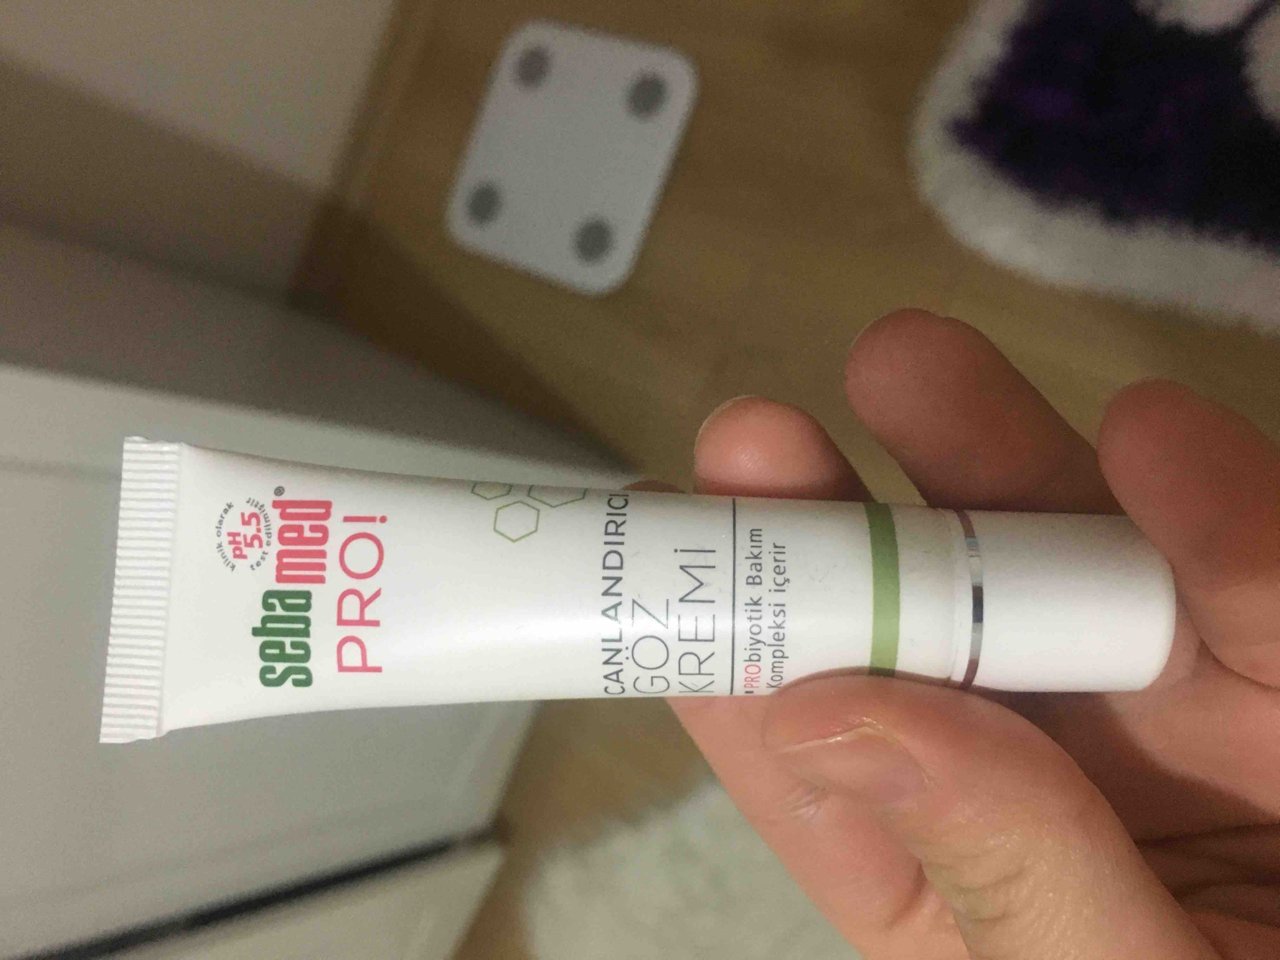 klinik olarak
pH
5.5
test edilmiştir
sebamed®
PRO!
CANLANDIRICI
GÖZ
KREMİ
PRObiyotik Bakım
Kompleksi içerir